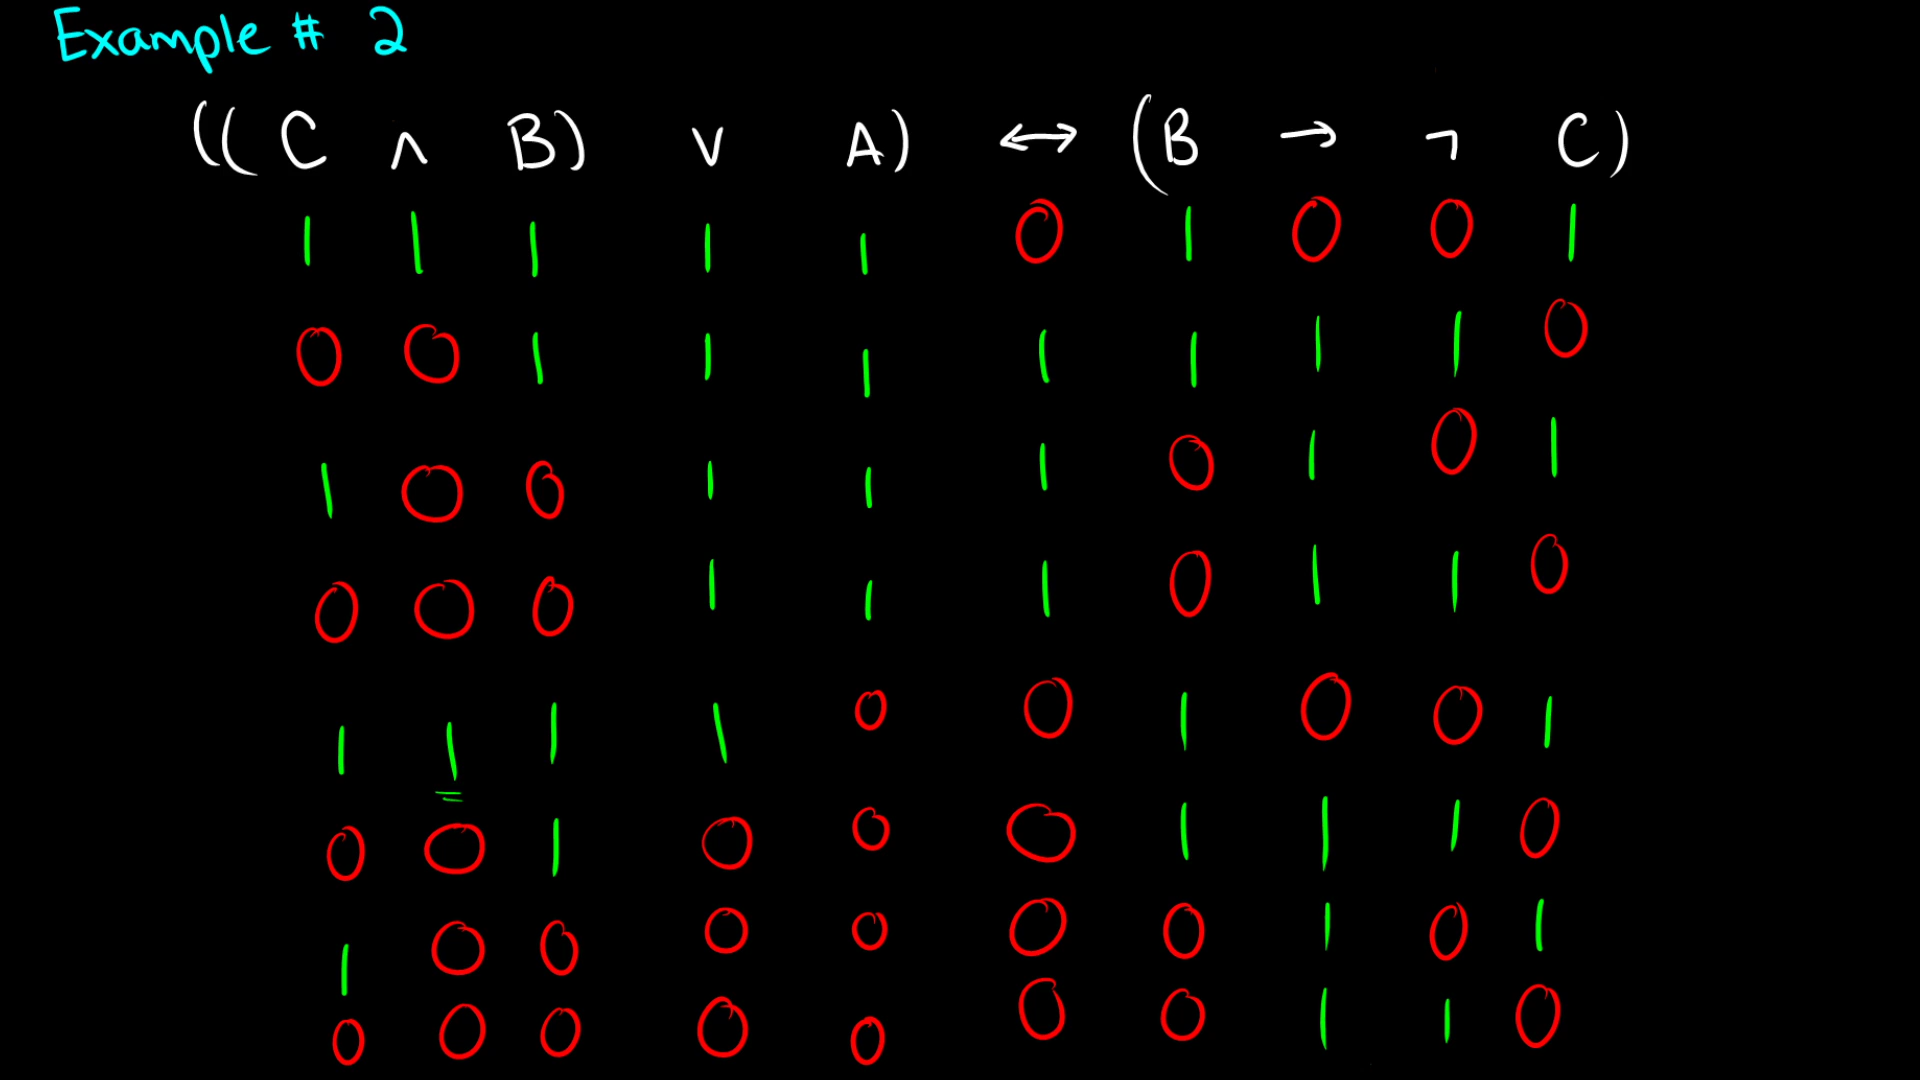 Example # 2
((C ∧ B) ∨ A) ↔ (B → ¬ C)
1 1 1 1 1 0 1 0 0 1
0 0 1 1 1 1 1 1 1 0
1 0 0 1 1 1 0 1 0 1
0 0 0 1 1 1 0 1 1 0
1 1 1 1 0 0 1 0 0 1
0 0 1 0 0 0 1 1 1 0
1 0 0 0 0 0 0 1 0 1
0 0 0 0 0 0 0 1 1 0